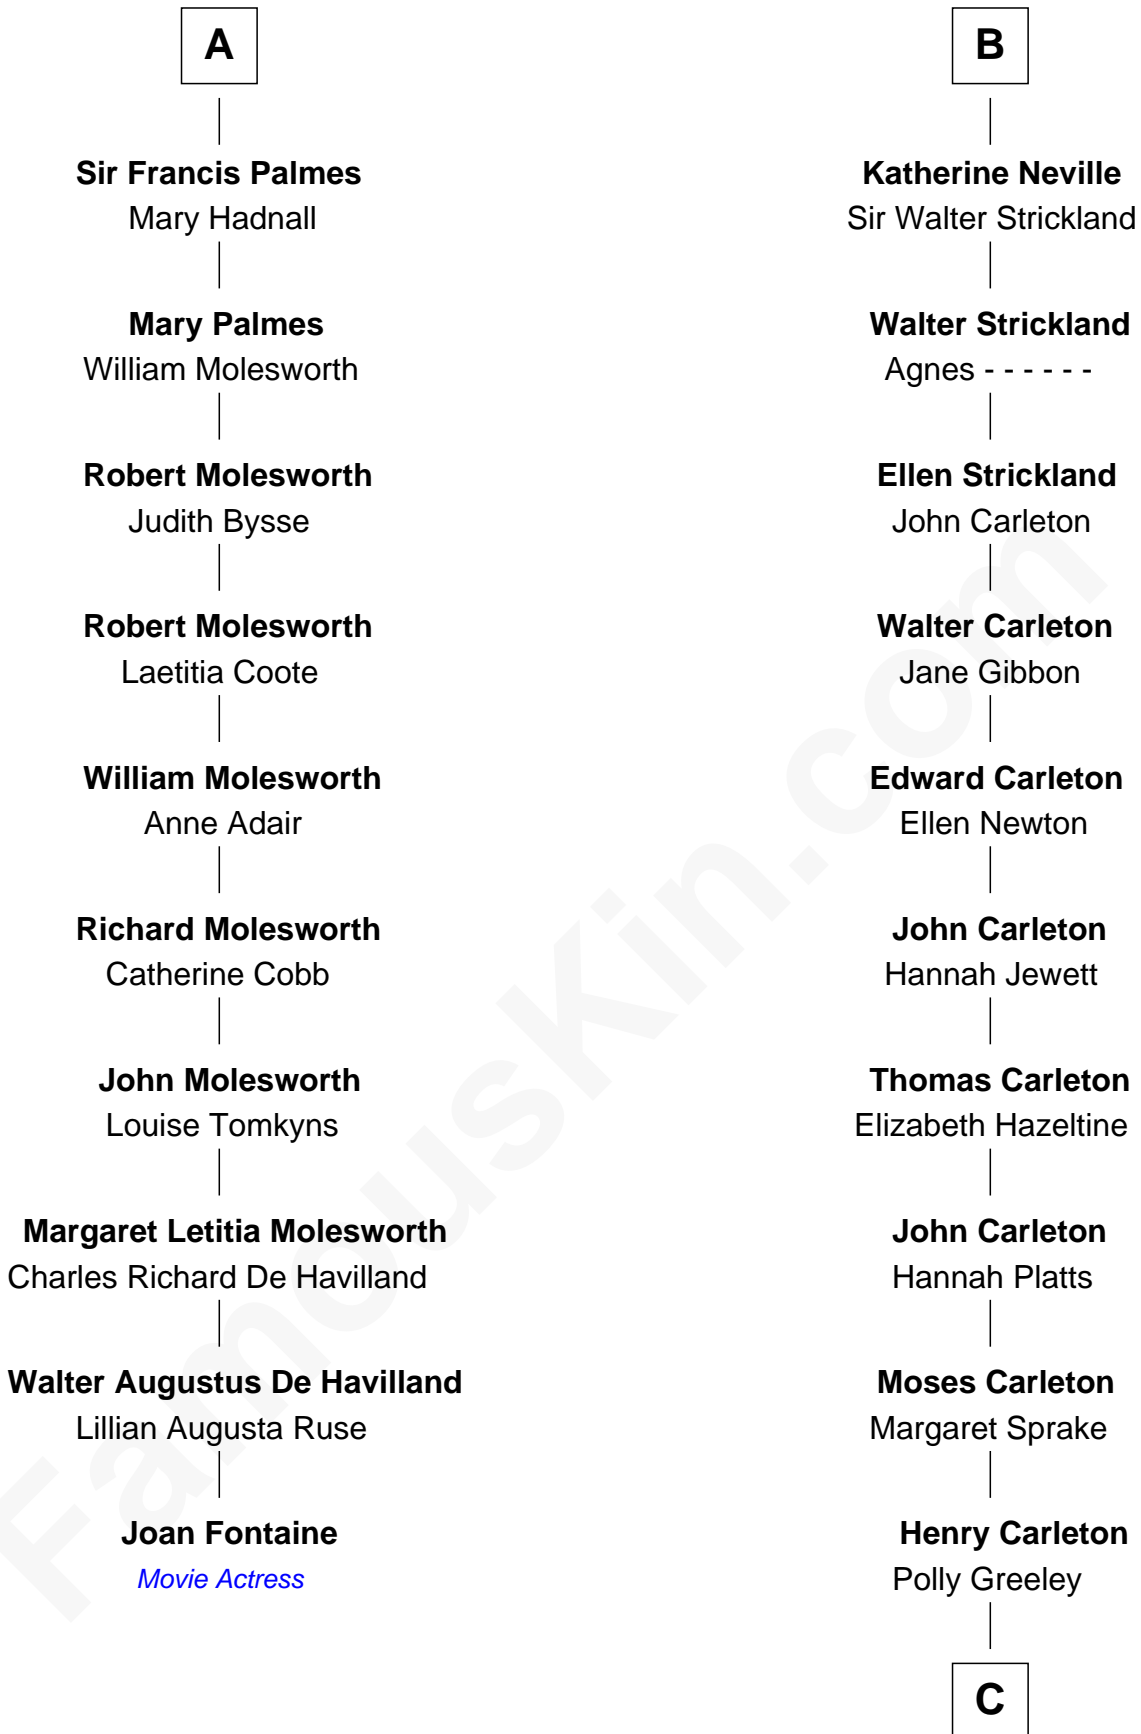 A
Sir Francis Palmes
Mary Hadnall
Mary Palmes
William Molesworth
Robert Molesworth
Judith Bysse
Robert Molesworth
Laetitia Coote
William Molesworth
Anne Adair
Richard Molesworth
Catherine Cobb
John Molesworth
Louise Tomkyns
Margaret Letitia Molesworth
Charles Richard De Havilland
Walter Augustus De Havilland
Lillian Augusta Ruse
Joan Fontaine
Movie Actress
B
Katherine Neville
Sir Walter Strickland
Walter Strickland
Agnes - - - - - -
Ellen Strickland
John Carleton
Walter Carleton
Jane Gibbon
Edward Carleton
Ellen Newton
John Carleton
Hannah Jewett
Thomas Carleton
Elizabeth Hazeltine
John Carleton
Hannah Platts
Moses Carleton
Margaret Sprake
Henry Carleton
Polly Greeley
C
FamousKin.com